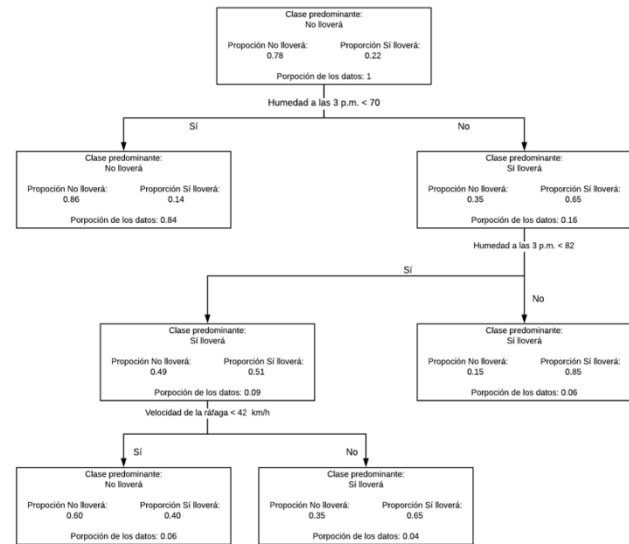 Clase predominante:
No lloverá
Propoción No lloverá: Proporción Sí lloverá:
0.78 0.22
Porpoción de los datos: 1
Humedad a las 3 p.m. < 70
Sí No
Clase predominante:
No lloverá
Propoción No lloverá: Proporción Sí lloverá:
0.86 0.14
Porpoción de los datos: 0.84
Clase predominante:
Sí lloverá
Propoción No lloverá: Proporción Sí lloverá:
0.35 0.65
Porpoción de los datos: 0.16
Humedad a las 3 p.m. < 82
Sí
No
Clase predominante:
Sí lloverá
Propoción No lloverá: Proporción Sí lloverá:
0.49 0.51
Porpoción de los datos: 0.09
Clase predominante:
Sí lloverá
Propoción No lloverá: Proporción Sí lloverá:
0.15 0.85
Porpoción de los datos: 0.06
Velocidad de la ráfaga < 42 km/h
Sí No
Clase predominante:
No lloverá
Propoción No lloverá: Proporción Sí lloverá:
0.60 0.40
Porpoción de los datos: 0.06
Clase predominante:
Sí lloverá
Propoción No lloverá: Proporción Sí lloverá:
0.35 0.65
Porpoción de los datos: 0.04